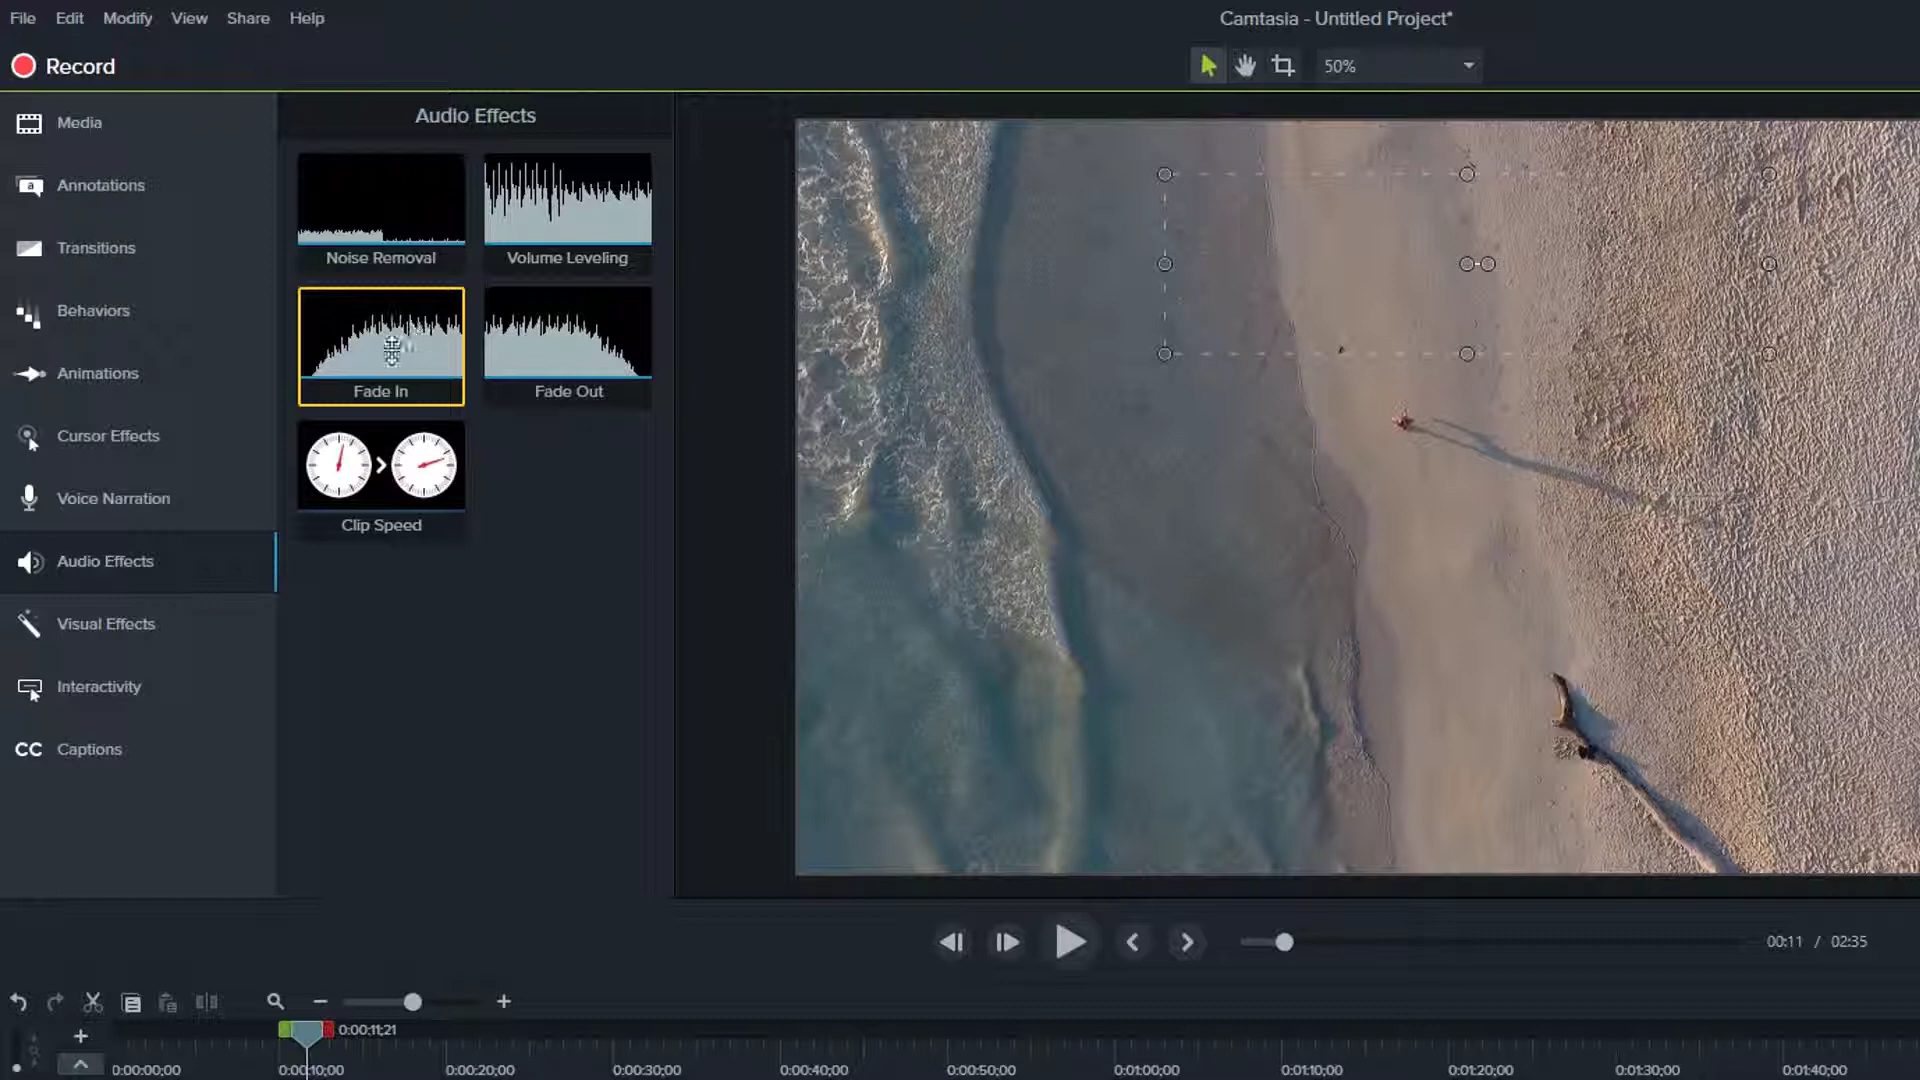 File Edit Modify View Share Help
Camtasia - Untitled Project*
Record
50%
Media
Annotations
Transitions
Behaviors
Animations
Cursor Effects
Voice Narration
Audio Effects
Visual Effects
Interactivity
CC Captions
Audio Effects
Noise Removal
Volume Leveling
Fade In
Fade Out
Clip Speed
00:11 / 02:35
0:00:11;21
0:00:00;00 0:00:10;00 0:00:20;00 0:00:30;00 0:00:40;00 0:00:50;00 0:01:00;00 0:01:10;00 0:01:20;00 0:01:30;00 0:01:40;00